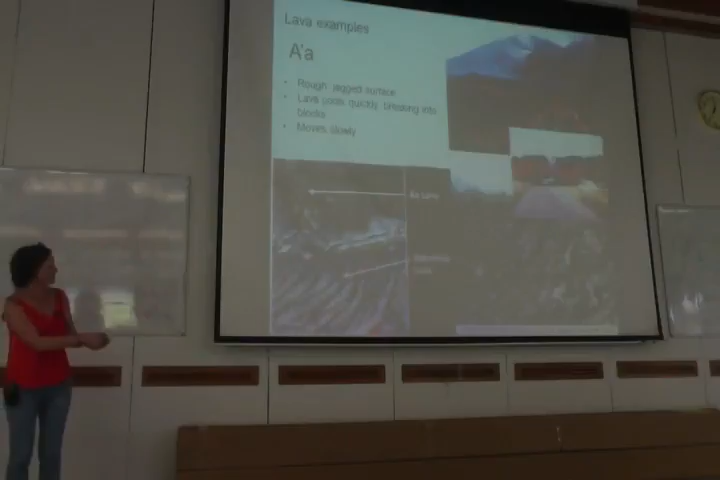 Lava examples
A'a
• Rough jagged surface
• Lava cools quickly, breaking into
blocks
• Moves slowly